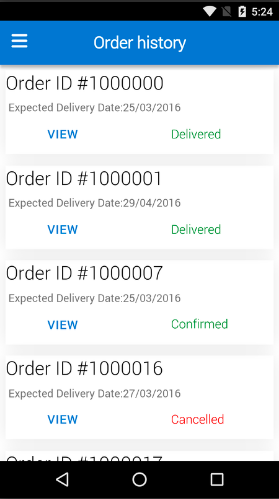 5:24
Order history
Order ID #1000000
Expected Delivery Date:25/03/2016
VIEW Delivered
Order ID #1000001
Expected Delivery Date:29/04/2016
VIEW Delivered
Order ID #1000007
Expected Delivery Date:25/03/2016
VIEW Confirmed
Order ID #1000016
Expected Delivery Date:27/03/2016
VIEW Cancelled
Order ID #1000017